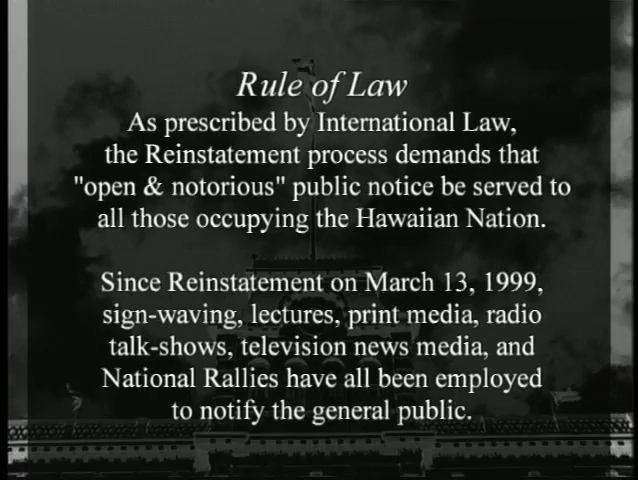 Rule of Law
As prescribed by International Law,
the Reinstatement process demands that
"open & notorious" public notice be served to
all those occupying the Hawaiian Nation.
Since Reinstatement on March 13, 1999,
sign-waving, lectures, print media, radio
talk-shows, television news media, and
National Rallies have all been employed
to notify the general public.